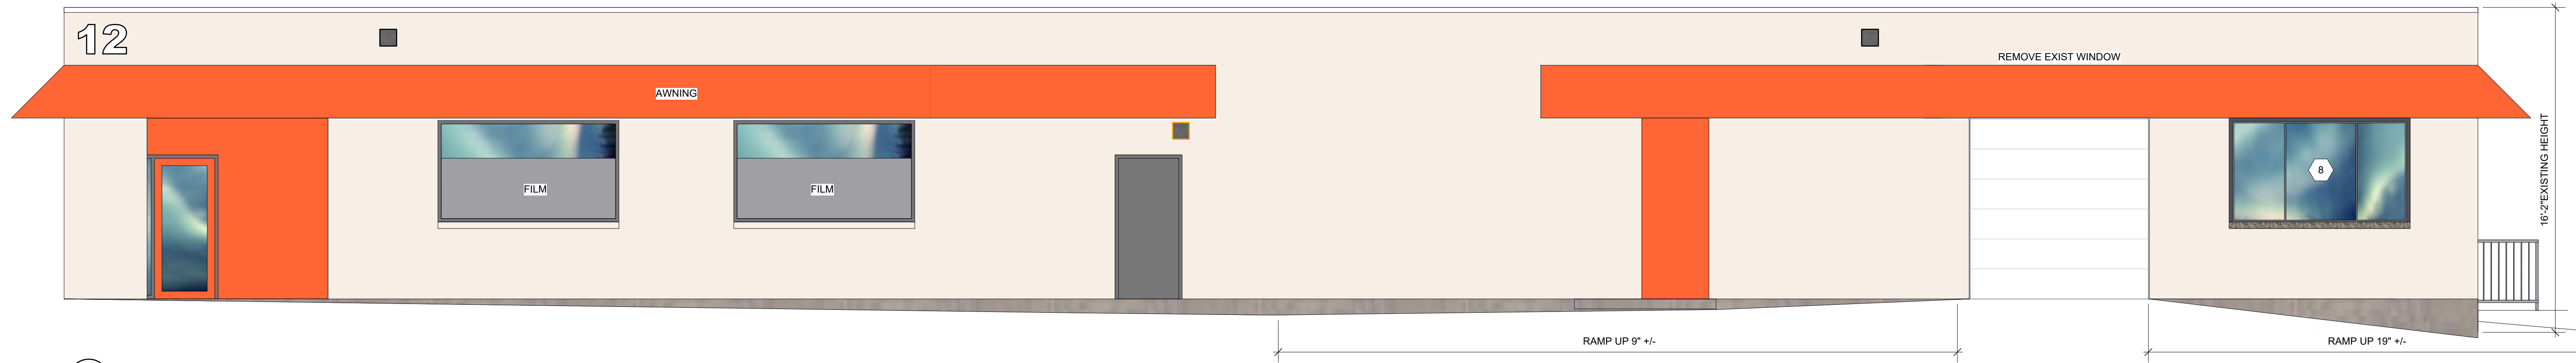 12
REMOVE EXIST WINDOW
AWNING
16'-2"EXISTING HEIGHT
8
FILM
FILM
RAMP UP 9" +/-
RAMP UP 19" +/-